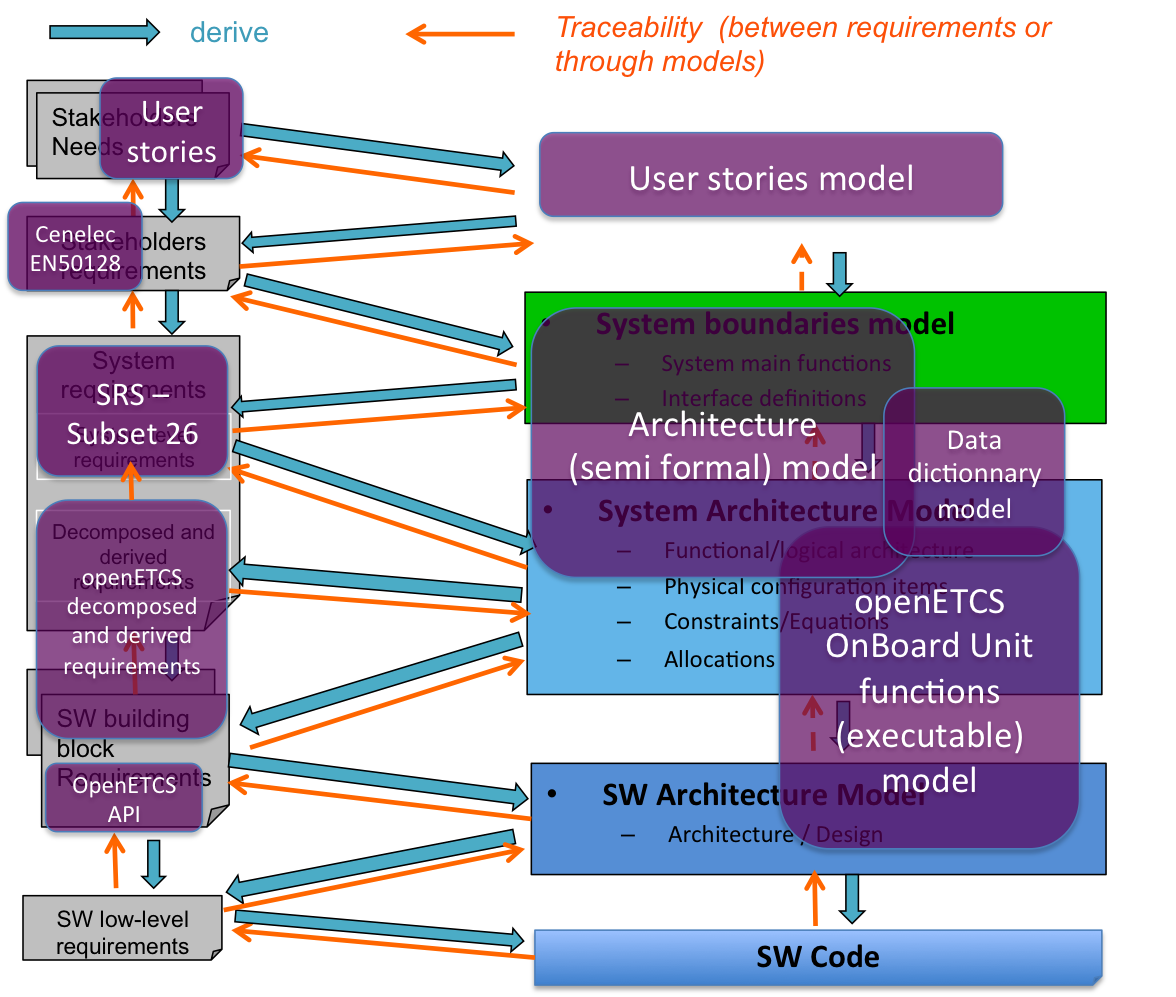 derive
Traceability  (between requirements or
through models)
Stakeholders
Needs
User
stories
User stories model
Cenelec
EN50128
Stakeholders
requirements
• System boundaries model
– System main functions
– Interface definitions
System
requirements
SRS –
Subset 26
requirements
Architecture
(semi formal) model
Data
dictionnary
model
• System Architecture Model
– Functional/logical architecture
– Physical configuration items
– Constraints/Equations
– Allocations
Decomposed and
derived
requirements
openETCS
decomposed
and derived
requirements
openETCS
OnBoard Unit
functions
(executable)
model
SW building
block
Requirements
OpenETCS
API
• SW Architecture Model
– Architecture / Design
SW low-level
requirements
SW Code